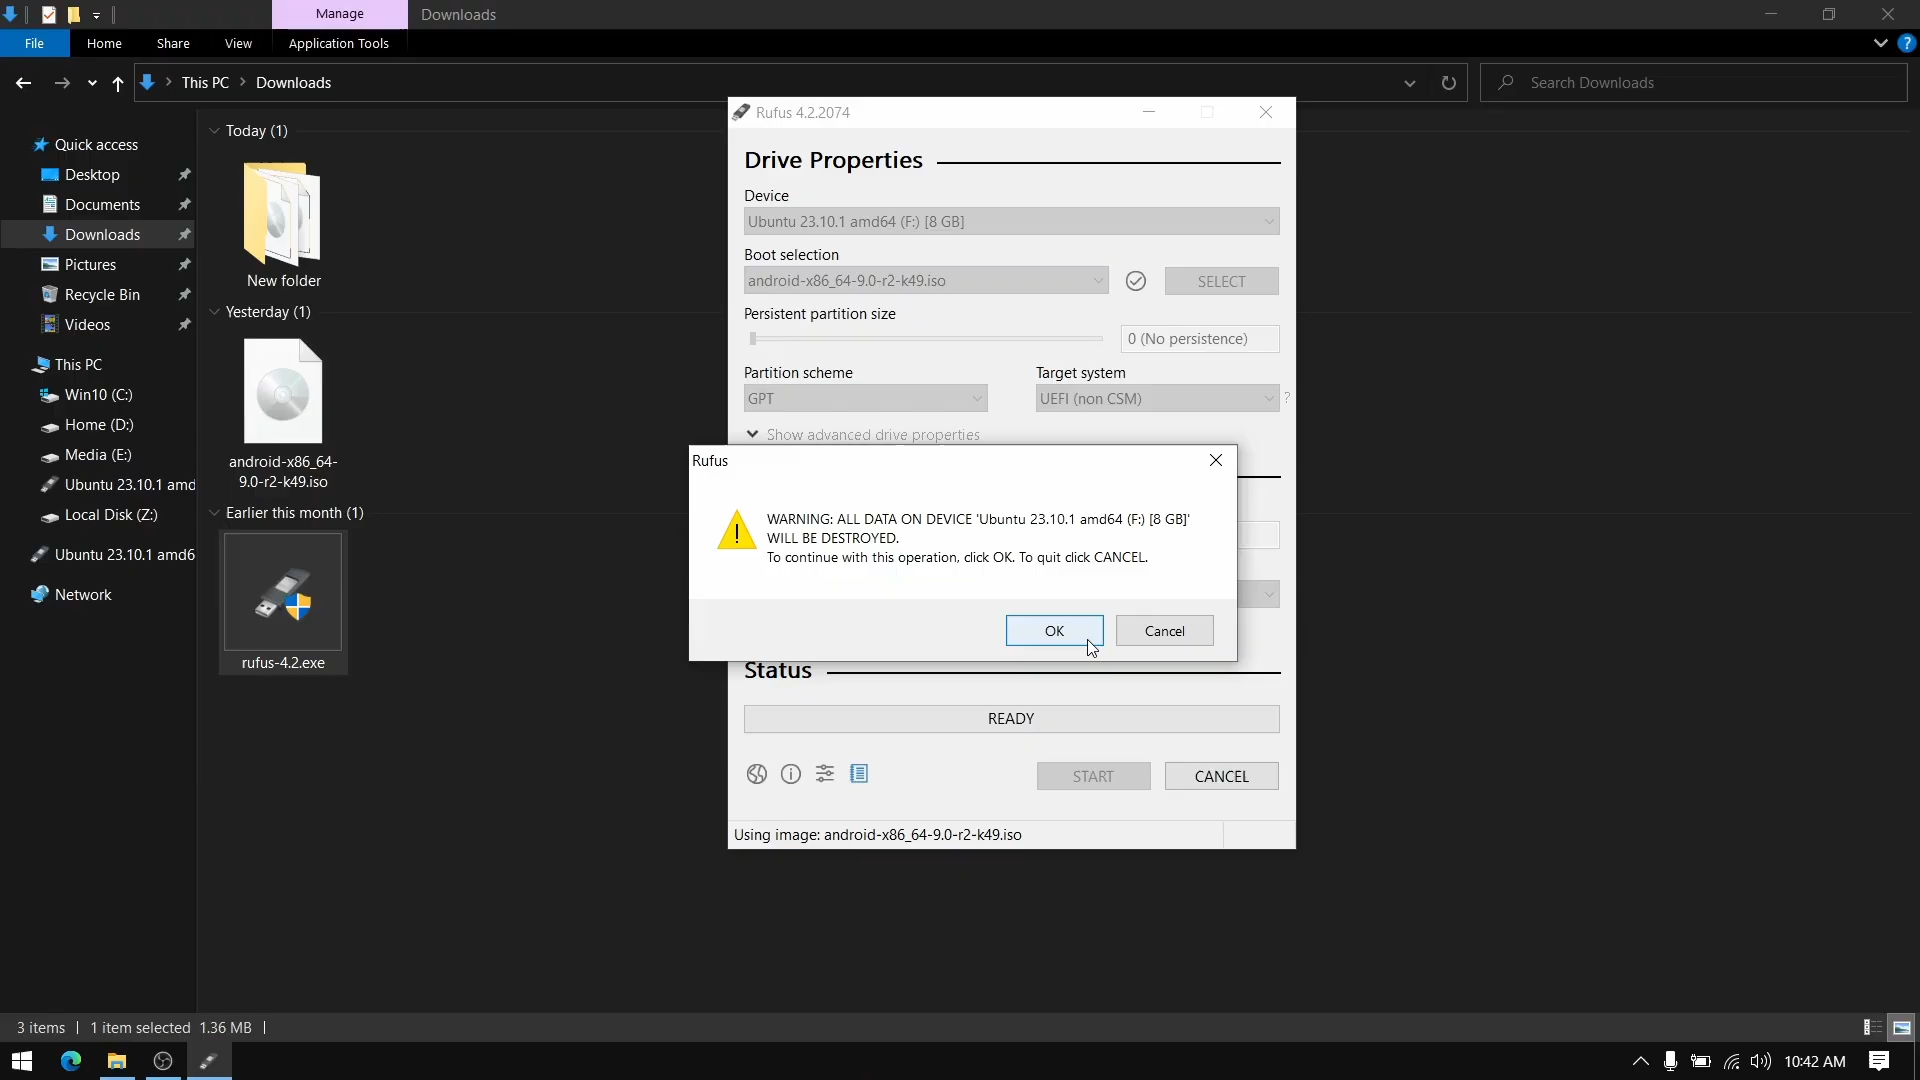 Manage
Downloads
File
Home
Share
View
Application Tools
?
This PC
Downloads
Search Downloads
Quick access
Desktop
Documents
Downloads
Pictures
Recycle Bin
Videos
This PC
Win10 (C:)
Home (D:)
Media (E:)
Ubuntu 23.10.1 amd
Local Disk (Z:)
Ubuntu 23.10.1 amd6
Network
Today (1)
New folder
Yesterday (1)
android-x86_64-
9.0-r2-k49.iso
Earlier this month (1)
rufus-4.2.exe
Rufus 4.2.2074
Drive Properties
Device
Ubuntu 23.10.1 amd64 (F:) [8 GB]
Boot selection
android-x86_64-9.0-r2-k49.iso
SELECT
Persistent partition size
0 (No persistence)
Partition scheme
Target system
GPT
UEFI (non CSM)
?
Show advanced drive properties
Rufus
WARNING: ALL DATA ON DEVICE 'Ubuntu 23.10.1 amd64 (F:) [8 GB]'
WILL BE DESTROYED.
To continue with this operation, click OK. To quit click CANCEL.
OK
Cancel
Status
READY
START
CANCEL
Using image: android-x86_64-9.0-r2-k49.iso
3 items
1 item selected 1.36 MB
10:42 AM